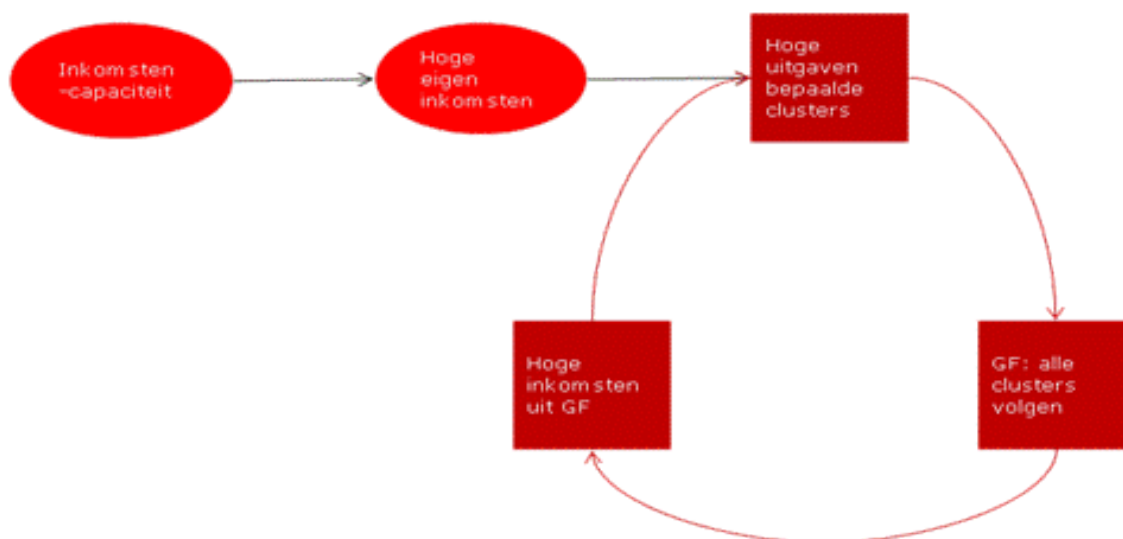 Inkomsten
-capaciteit
Hoge
eigen
inkomsten
Hoge
uitgaven
bepaalde
clusters
Hoge
inkomsten
uit GF
GF: alle
clusters
volgen